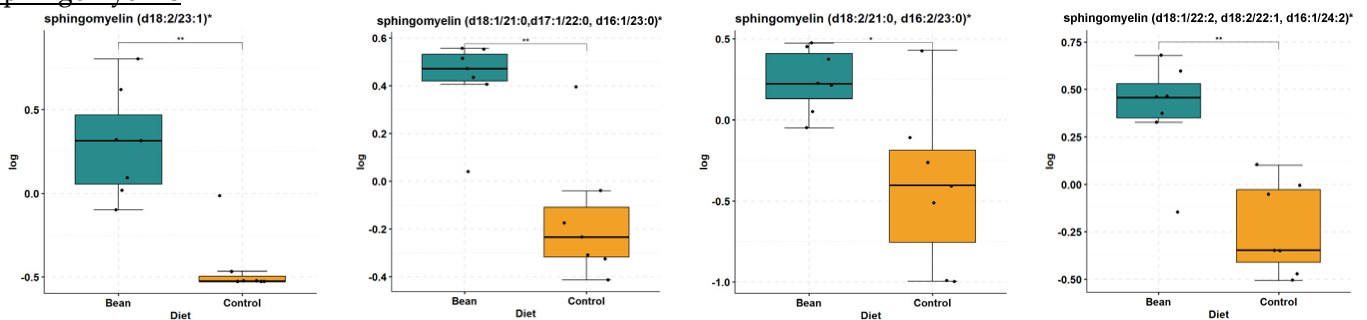 sphingomyelin (d18:2/23:1)*
**
0.5
0.0
-0.5
log
Bean Control
Diet
sphingomyelin (d18:1/21:0,d17:1/22:0, d16:1/23:0)*
**
0.6
0.4
0.2
0.0
-0.2
-0.4
log
Bean Control
Diet
sphingomyelin (d18:2/21:0, d16:2/23:0)*
*
0.5
0.0
-0.5
-1.0
log
Bean Control
Diet
sphingomyelin (d18:1/22:2, d18:2/22:1, d16:1/24:2)*
**
0.75
0.50
0.25
0.00
-0.25
-0.50
log
Bean Control
Diet